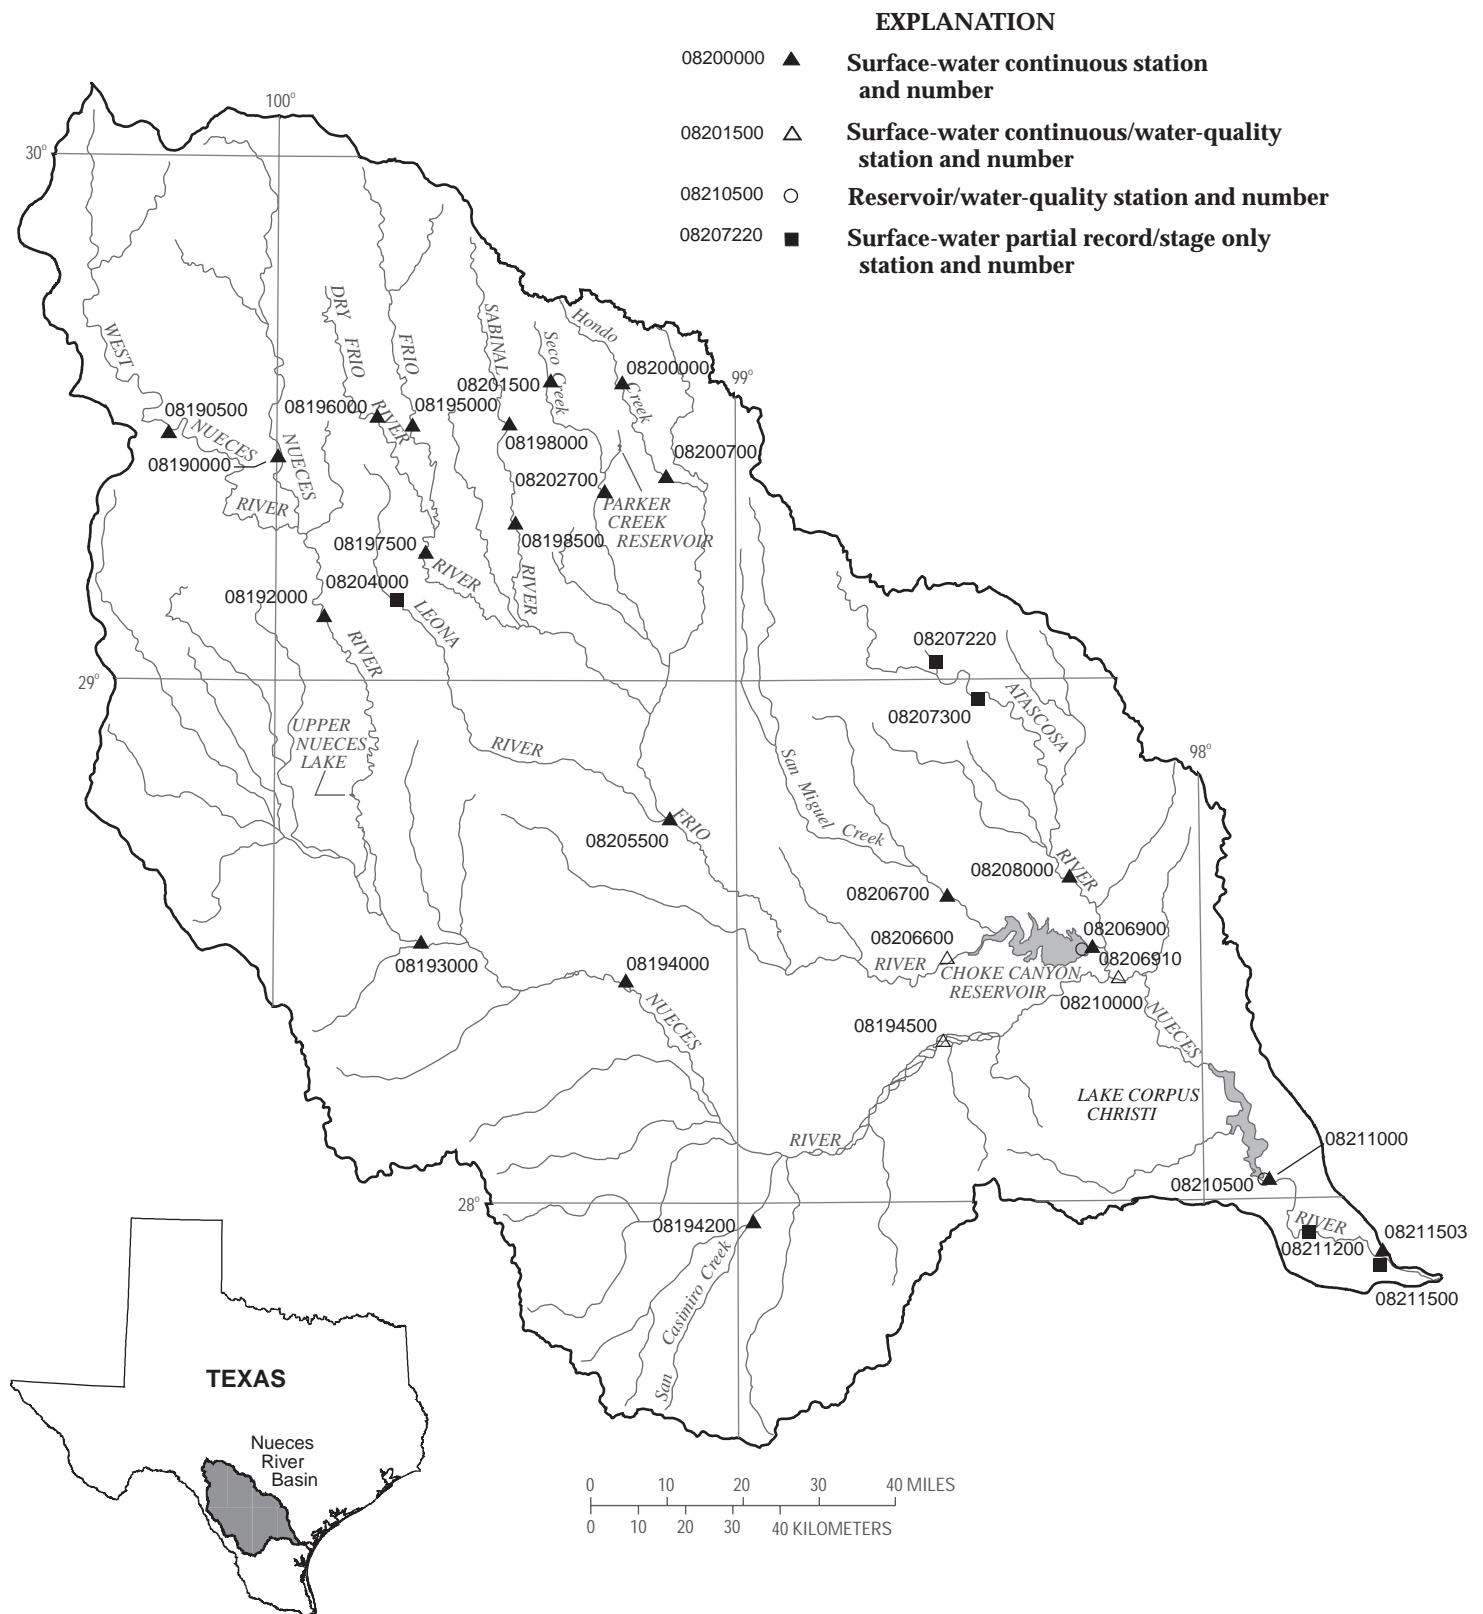 EXPLANATION
08200000
Surface-water continuous station
and number
08201500
Surface-water continuous/water-quality
station and number
08210500
Reservoir/water-quality station and number
08207220
Surface-water partial record/stage only
station and number
100°
30°
WEST
NUECES
RIVER
DRY
FRIO
RIVER
FRIO
SABINAL
Seco
Creek
Hondo
Creek
99°
08200000
08201500
08190500
08196000
08195000
08198000
08200700
08190000
NUECES
08202700
PARKER
CREEK
RESERVOIR
08198500
08197500
RIVER
RIVER
08204000
08192000
LEONA
RIVER
29°
08207220
08207300
ATASCOSA
UPPER
NUECES
LAKE
RIVER
98°
San Miguel Creek
08205500
FRIO
08208000
RIVER
08206700
08206600
RIVER
CHOKE CANYON
RESERVOIR
08206900
08206910
08210000
08193000
08194000
NUECES
08194500
NUECES
LAKE CORPUS
CHRISTI
RIVER
08211000
08210500
28°
08194200
San Casimiro Creek
RIVER
08211200
08211503
08211500
TEXAS
Nueces
River
Basin
0 10 20 30 40 MILES
0 10 20 30 40 KILOMETERS